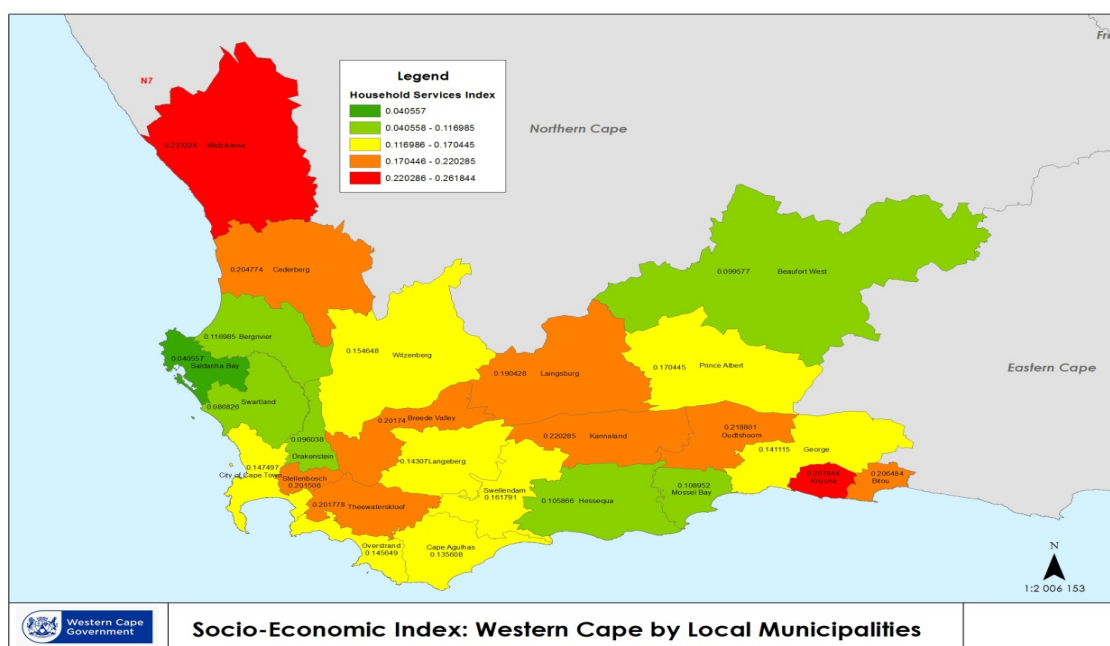 Fre
N7
Legend
Household Services Index
0.040557
0.040558 - 0.116985
0.116986 - 0.170445
0.170446 - 0.220285
0.220286 - 0.261844
Northern Cape
Eastern Cape
0.233224 Matzikama
0.204774 Cederberg
0.099577 Beaufort West
0.116985 Bergrivier
0.154648 Witzenberg
0.040557
Saldanha Bay
0.190428 Laingsburg
0.170445 Prince Albert
0.086826 Swartland
0.20174 Breede Valley
0.218801
Oudtshoorn
0.220285 Kannaland
0.096038
Drakenstein
George
0.141115
0.147497
City of Cape Town
0.14307 Langeberg
0.261844
Knysna
0.206484
Bitou
Stellenbosch
0.201506
Swellendam
0.161791
0.108952
Mossel Bay
0.105866 Hessequa
0.201778 Theewaterskloof
Overstrand
0.145649
Cape Agulhas
0.135608
N
1:2 006 153
Western Cape
Government
Socio-Economic Index: Western Cape by Local Municipalities